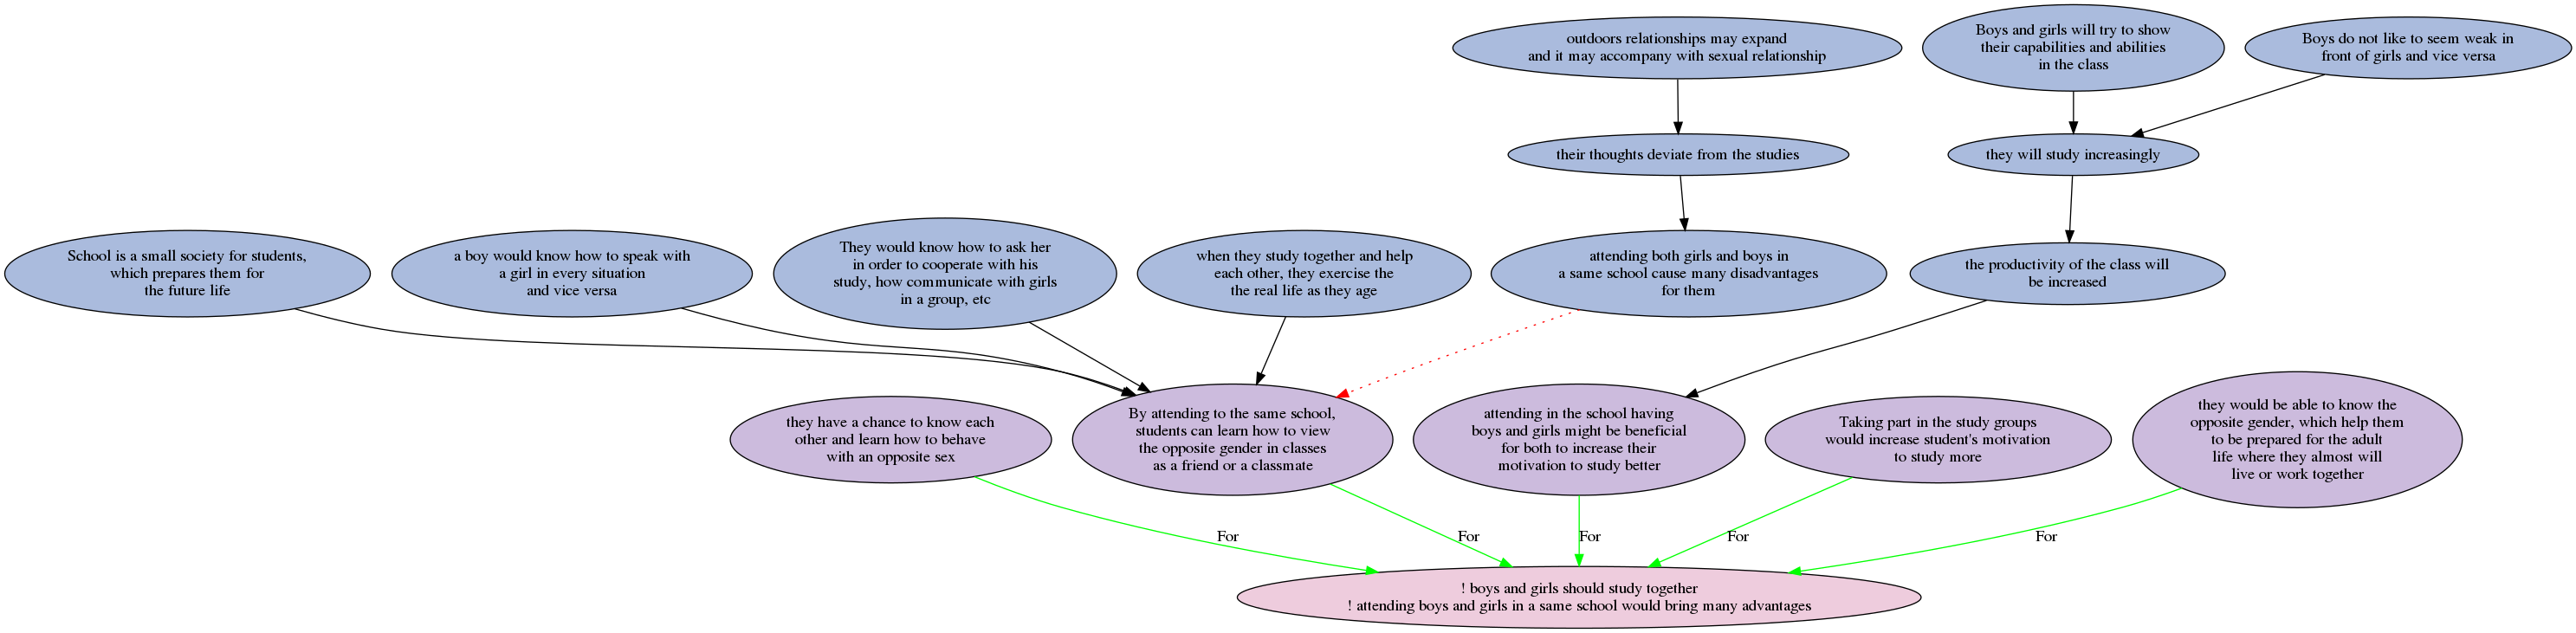 outdoors relationships may expand
and it may accompany with sexual relationship
Boys and girls will try to show
their capabilities and abilities
in the class
Boys do not like to seem weak in
front of girls and vice versa
their thoughts deviate from the studies
they will study increasingly
School is a small society for students,
which prepares them for
the future life
a boy would know how to speak with
a girl in every situation
and vice versa
They would know how to ask her
in order to cooperate with his
study, how communicate with girls
in a group, etc
when they study together and help
each other, they exercise the
the real life as they age
attending both girls and boys in
a same school cause many disadvantages
for them
the productivity of the class will
be increased
they have a chance to know each
other and learn how to behave
with an opposite sex
By attending to the same school,
students can learn how to view
the opposite gender in classes
as a friend or a classmate
attending in the school having
boys and girls might be beneficial
for both to increase their
motivation to study better
Taking part in the study groups
would increase student's motivation
to study more
they would be able to know the
opposite gender, which help them
to be prepared for the adult
life where they almost will
live or work together
For
For
For
For
For
! boys and girls should study together
! attending boys and girls in a same school would bring many advantages